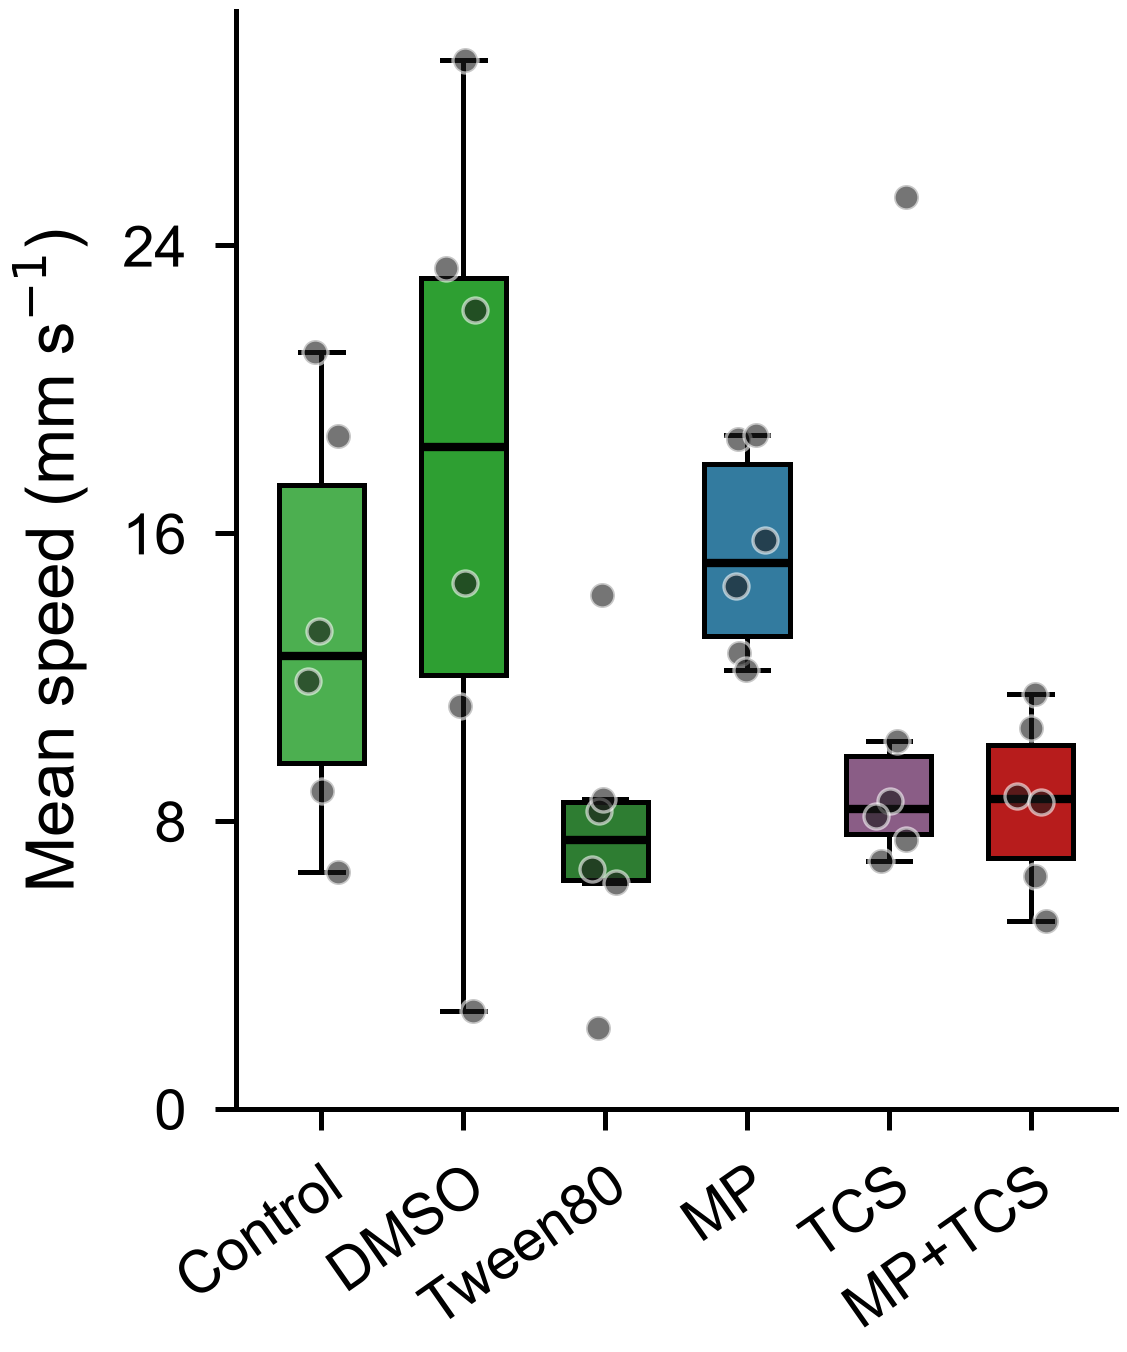 Mean speed (mm s⁻¹)
24
16
8
0
Control
DMSO
Tween80
MP
TCS
MP+TCS